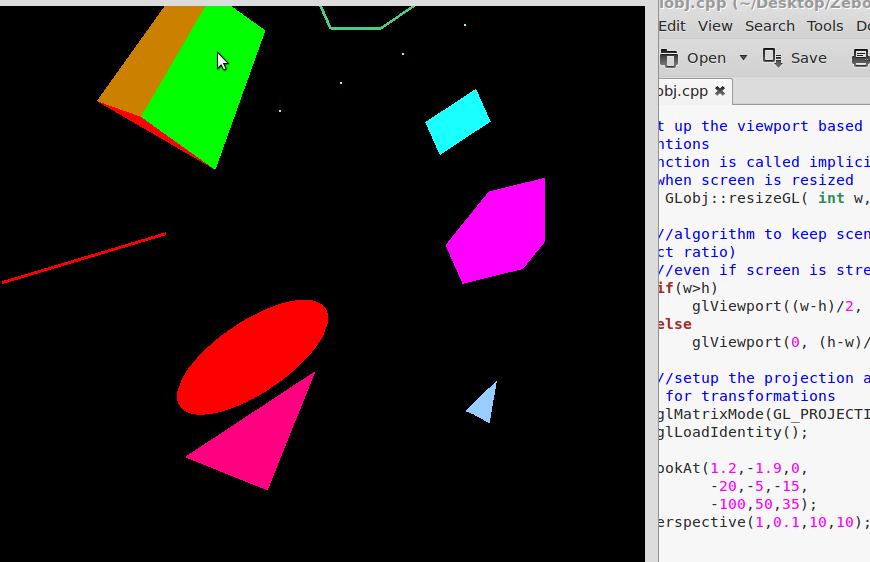 lobj.cpp (~/Desktop/Zebo
Edit View Search Tools D
Open Save
obj.cpp
t up the viewport based
ntions
nction is called implici
when screen is resized
GLobj::resizeGL( int w,
//algorithm to keep scen
ct ratio)
//even if screen is stre
if(w>h)
glViewport((w-h)/2,
else
glViewport(0, (h-w)/
//setup the projection a
for transformations
glMatrixMode(GL_PROJECTI
glLoadIdentity();
ookAt(1.2,-1.9,0,
-20,-5,-15,
-100,50,35);
erspective(1,0.1,10,10);